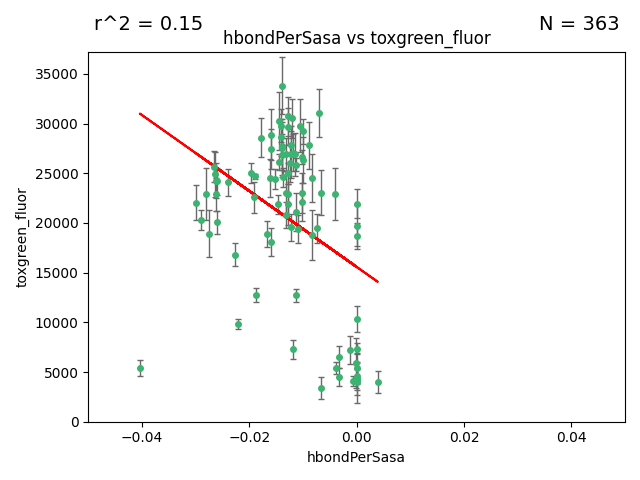 r^2 = 0.15
N = 363
hbondPerSasa vs toxgreen_fluor
35000
30000
25000
20000
15000
10000
5000
0
toxgreen_fluor
−0.04
−0.02
0.00
0.02
0.04
hbondPerSasa